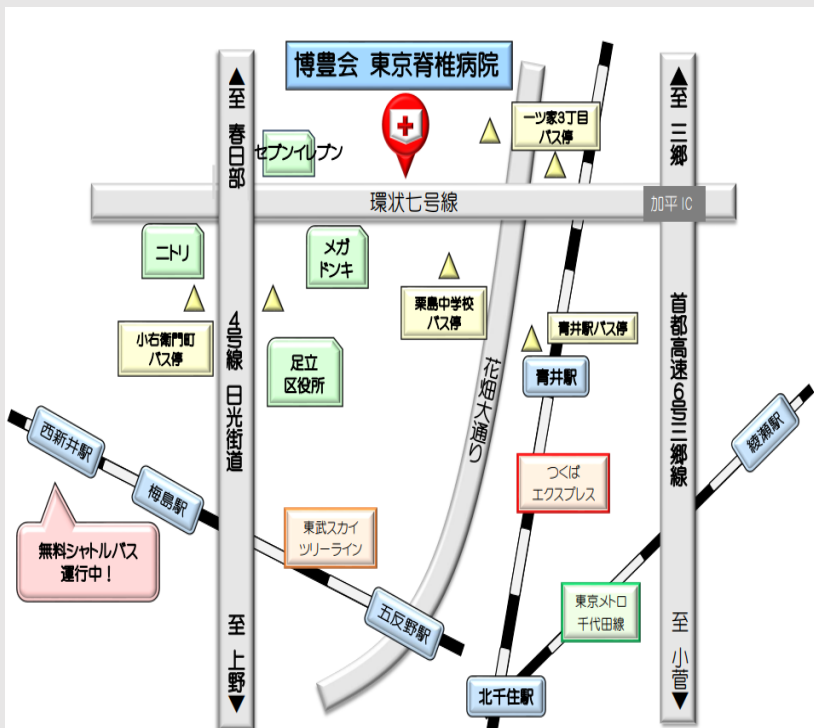 博豊会 東京脊椎病院
▲至 春日部
セブンイレブン
一ツ家3丁目
バス停
▲至 三郷
環状七号線
加平 IC
ニトリ
メガ
ドンキ
栗島中学校
バス停
小右衛門町
バス停
4号線 日光街道
足立
区役所
青井駅バス停
青井駅
花畑大通り
首都高速6号三郷線
西新井駅
梅島駅
綾瀬駅
つくば
エクスプレス
東武スカイ
ツリーライン
無料シャトルバス
運行中！
五反野駅
東京メトロ
千代田線
至 上野▼
北千住駅
至 小菅▼